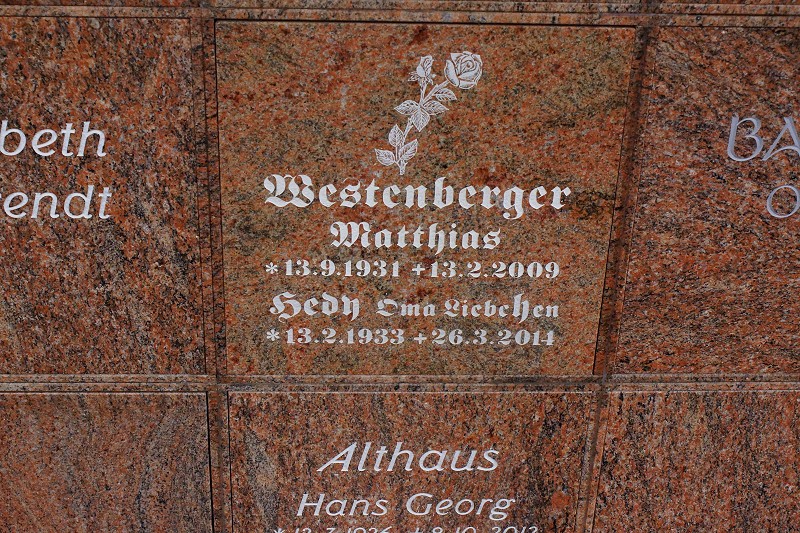 beth
endt
Westenberger
Matthias
*13.9.1931 +13.2.2009
Hedy Oma Liebchen
*13.2.1933 +26.3.2014
BA
O
Althaus
Hans Georg